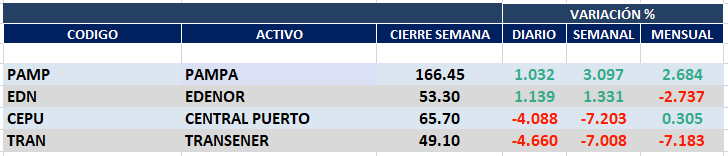 VARIACIÓN %
CODIGO ACTIVO CIERRE SEMANA DIARIO SEMANAL MENSUAL
PAMP PAMPA 166.45 1.032 3.097 2.684
EDN EDENOR 53.30 1.139 1.331 -2.737
CEPU CENTRAL PUERTO 65.70 -4.088 -7.203 0.305
TRAN TRANSENER 49.10 -4.660 -7.008 -7.183